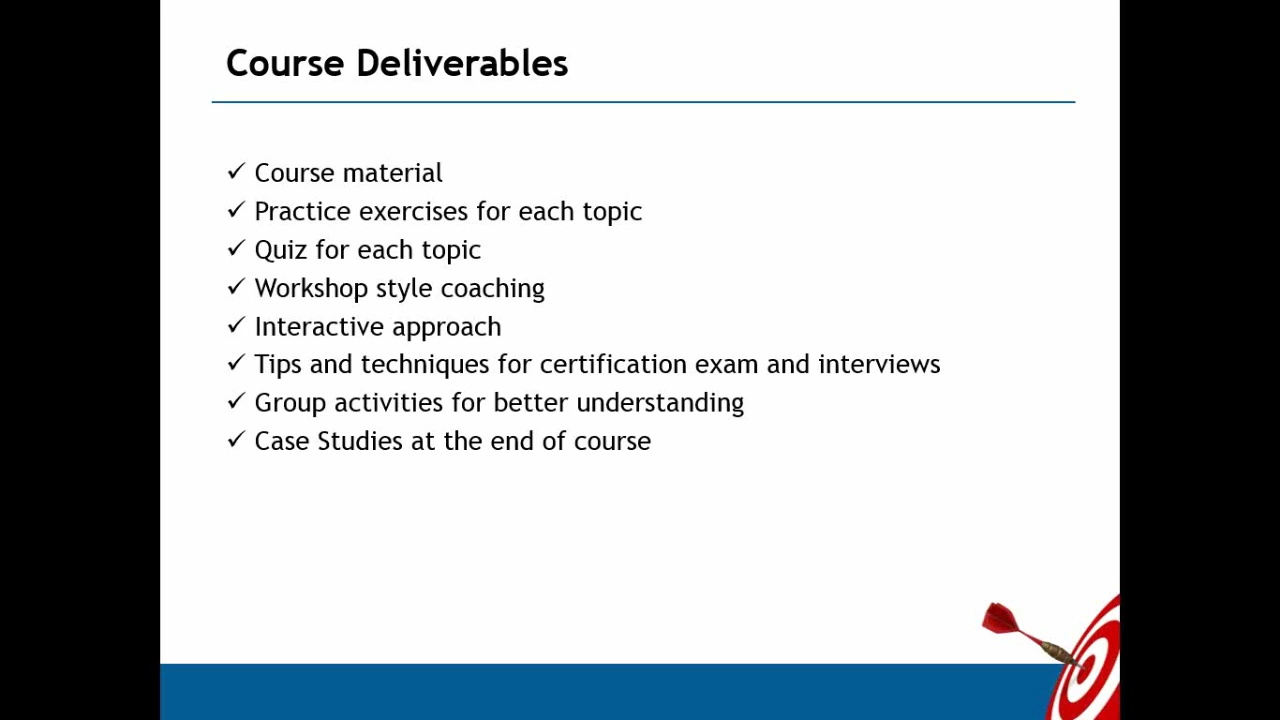 Course Deliverables
✓ Course material
✓ Practice exercises for each topic
✓ Quiz for each topic
✓ Workshop style coaching
✓ Interactive approach
✓ Tips and techniques for certification exam and interviews
✓ Group activities for better understanding
✓ Case Studies at the end of course